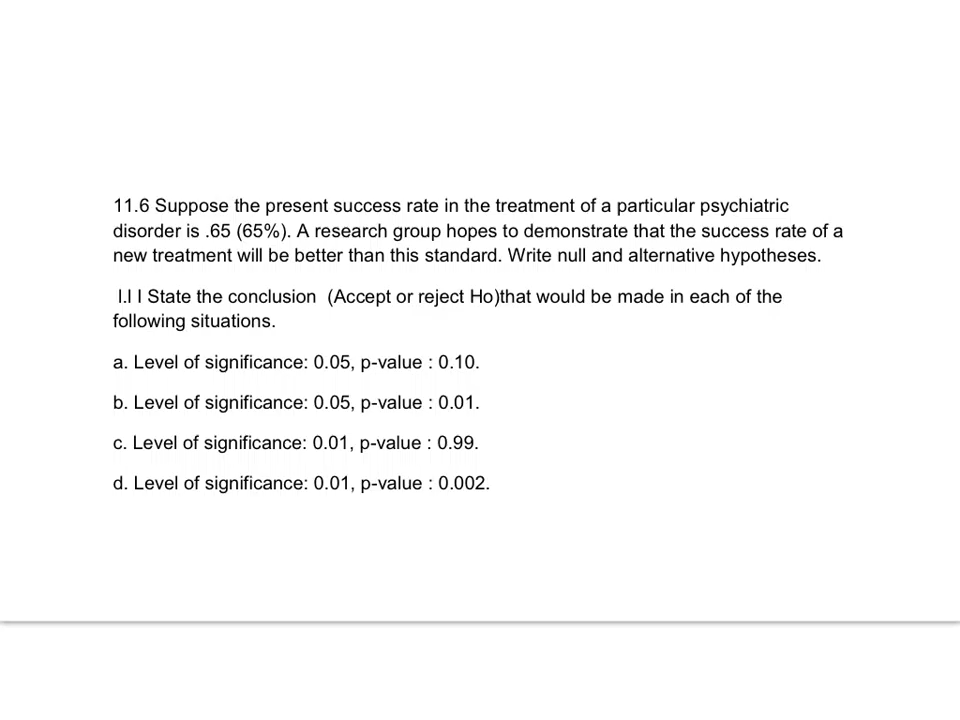 11.6 Suppose the present success rate in the treatment of a particular psychiatric
disorder is .65 (65%). A research group hopes to demonstrate that the success rate of a
new treatment will be better than this standard. Write null and alternative hypotheses.
I.I I State the conclusion (Accept or reject Ho)that would be made in each of the
following situations.
a. Level of significance: 0.05, p-value : 0.10.
b. Level of significance: 0.05, p-value : 0.01.
c. Level of significance: 0.01, p-value : 0.99.
d. Level of significance: 0.01, p-value : 0.002.